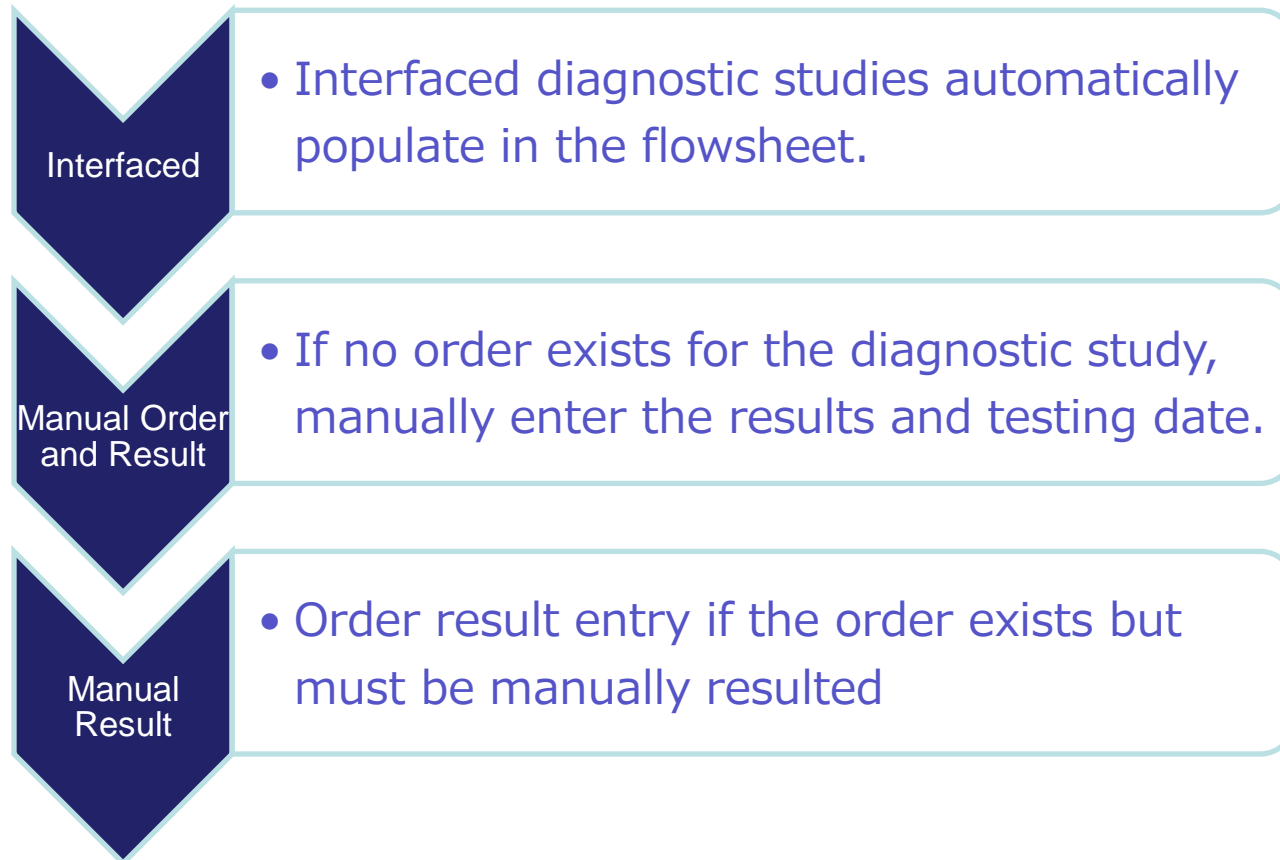 Interfaced
• Interfaced diagnostic studies automatically
populate in the flowsheet.
Manual Order
and Result
• If no order exists for the diagnostic study,
manually enter the results and testing date.
Manual
Result
• Order result entry if the order exists but
must be manually resulted